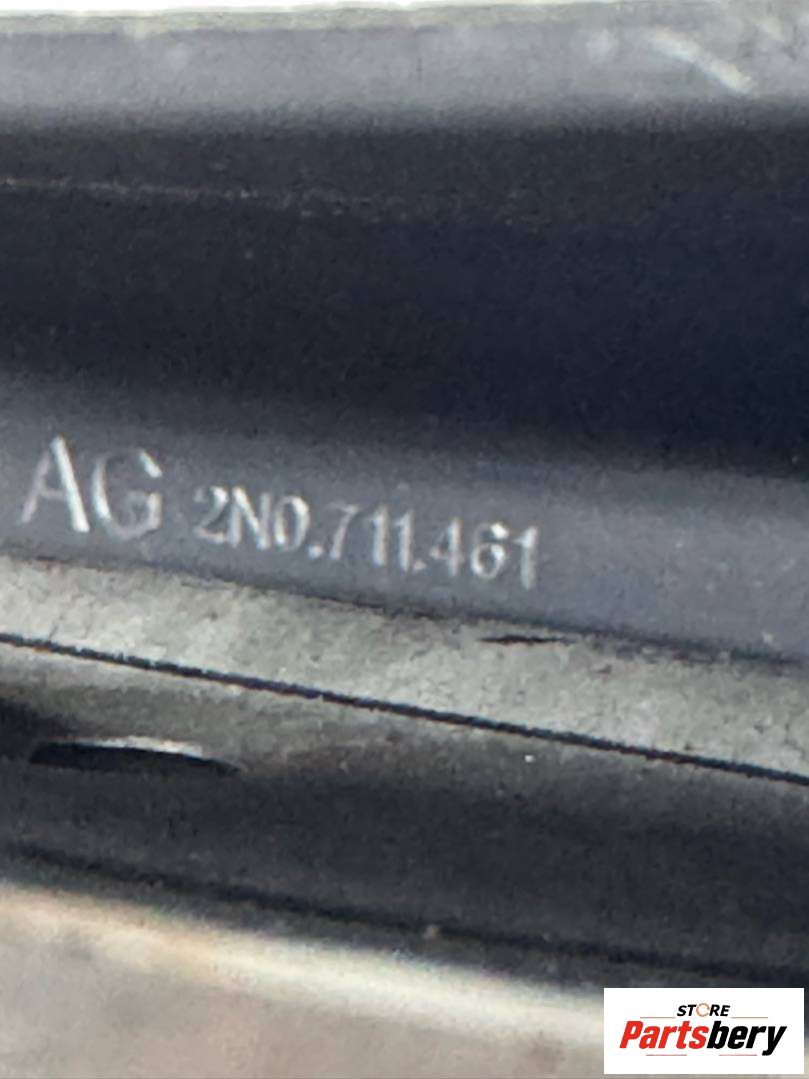 AG 2N0.711.461
STORE
Partsbery